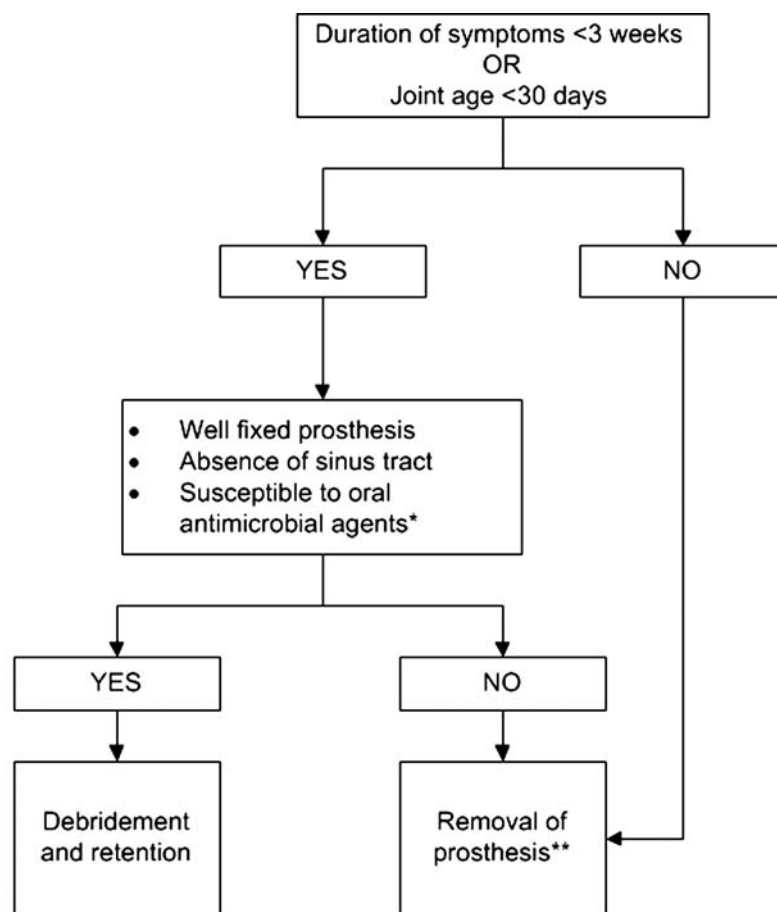 Duration of symptoms <3 weeks
OR
Joint age <30 days
YES
NO
• Well fixed prosthesis
• Absence of sinus tract
• Susceptible to oral
antimicrobial agents*
YES
NO
Debridement
and retention
Removal of
prosthesis**